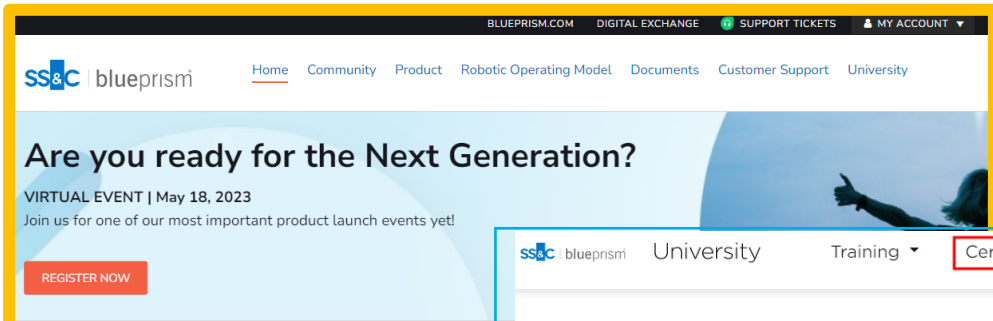 BLUEPRISM.COM DIGITAL EXCHANGE SUPPORT TICKETS MY ACCOUNT
SS&C blueprism
Home Community Product Robotic Operating Model Documents Customer Support University
Are you ready for the Next Generation?
VIRTUAL EVENT | May 18, 2023
Join us for one of our most important product launch events yet!
SS&C blueprism University Training
REGISTER NOW